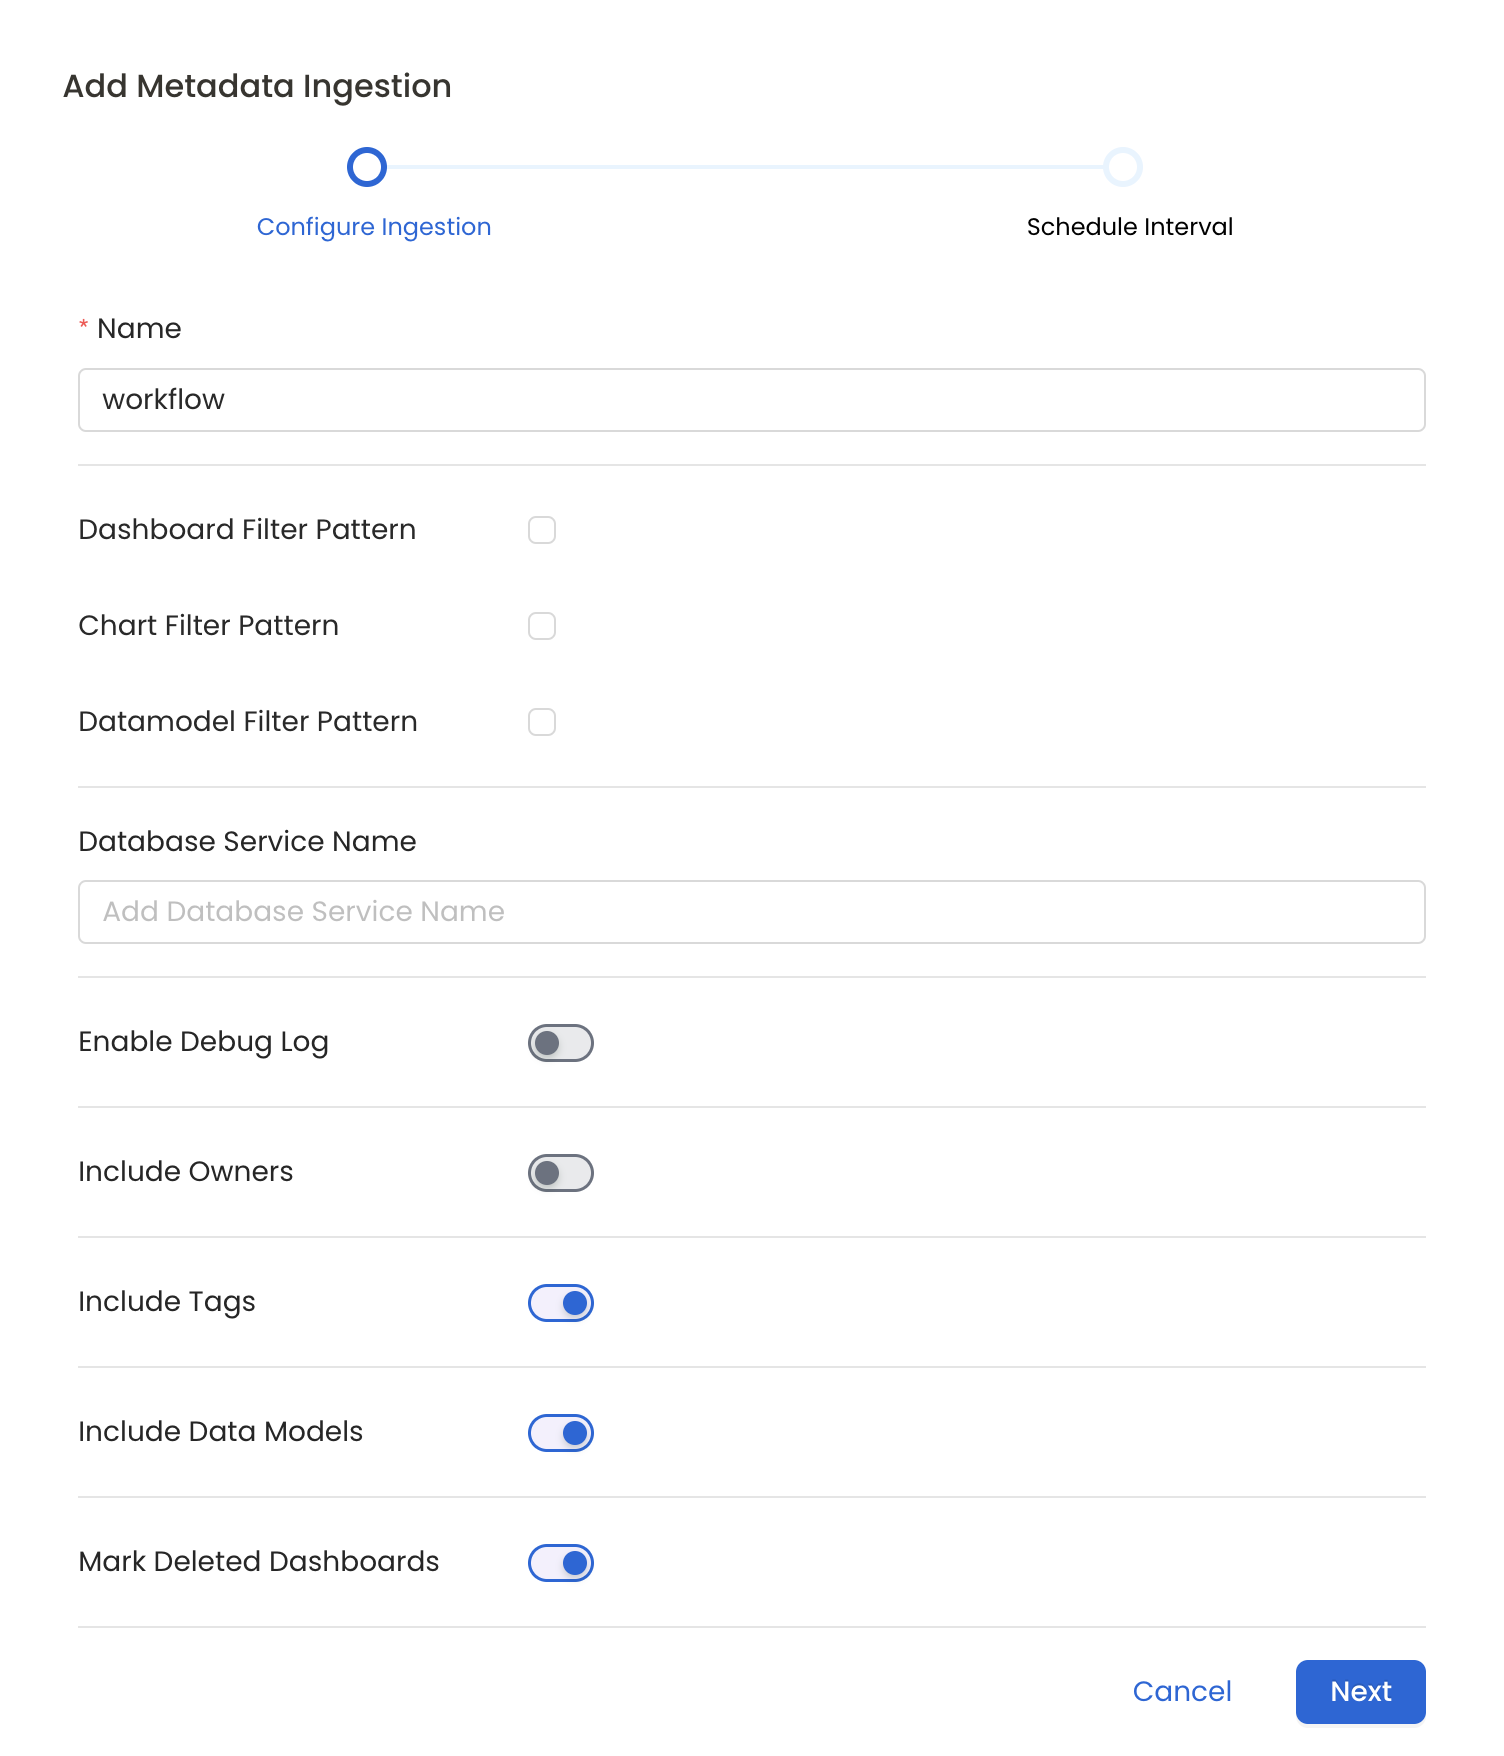 Add Metadata Ingestion
Configure Ingestion
Schedule Interval
* Name
workflow
Dashboard Filter Pattern
Chart Filter Pattern
Datamodel Filter Pattern
Database Service Name
Add Database Service Name
Enable Debug Log
Include Owners
Include Tags
Include Data Models
Mark Deleted Dashboards
Cancel
Next